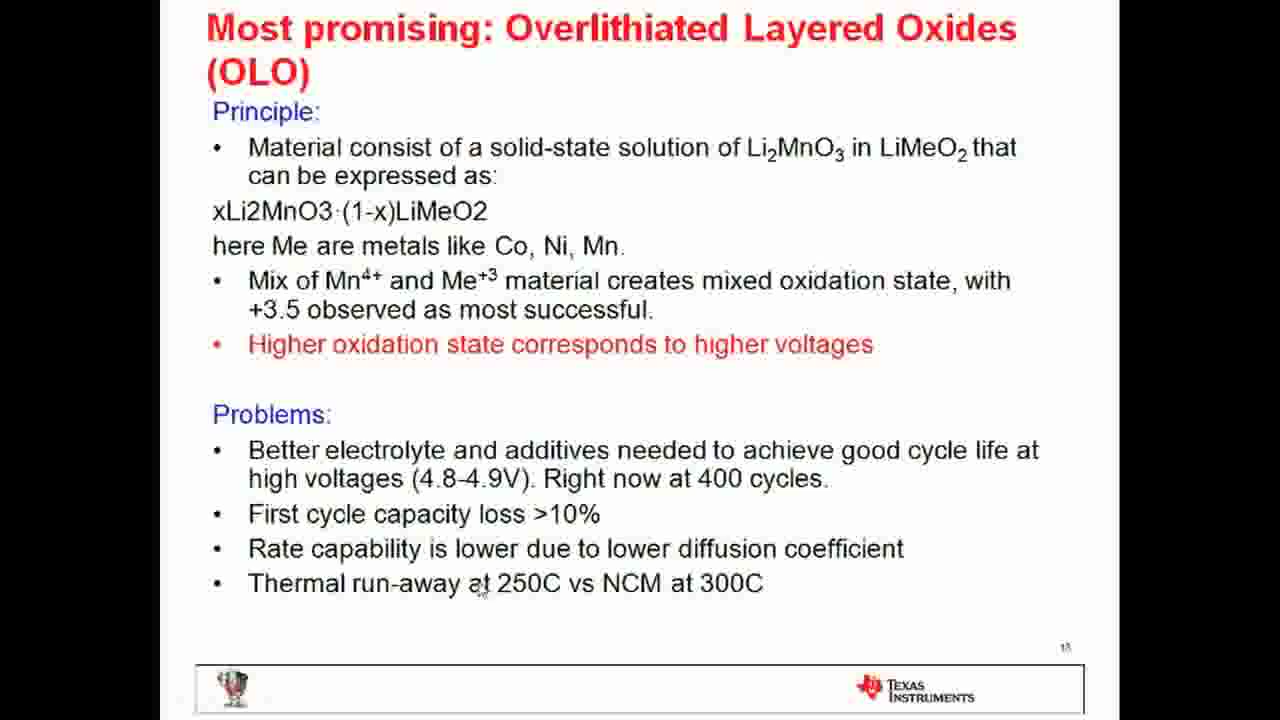 Most promising: Overlithiated Layered Oxides
(OLO)
Principle:
• Material consist of a solid-state solution of Li₂MnO₃ in LiMeO₂ that
can be expressed as:
xLi2MnO3·(1-x)LiMeO2
here Me are metals like Co, Ni, Mn.
• Mix of Mn⁴⁺ and Me⁺³ material creates mixed oxidation state, with
+3.5 observed as most successful.
• Higher oxidation state corresponds to higher voltages
Problems:
• Better electrolyte and additives needed to achieve good cycle life at
high voltages (4.8-4.9V). Right now at 400 cycles.
• First cycle capacity loss >10%
• Rate capability is lower due to lower diffusion coefficient
• Thermal run-away at 250C vs NCM at 300C
TEXAS
INSTRUMENTS